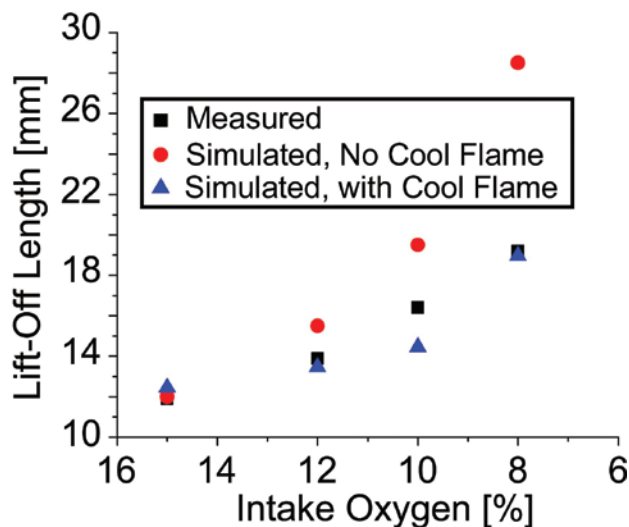 30
26
22
18
14
10
Lift-Off Length [mm]
Measured
Simulated, No Cool Flame
Simulated, with Cool Flame
16 14 12 10 8 6
Intake Oxygen [%]